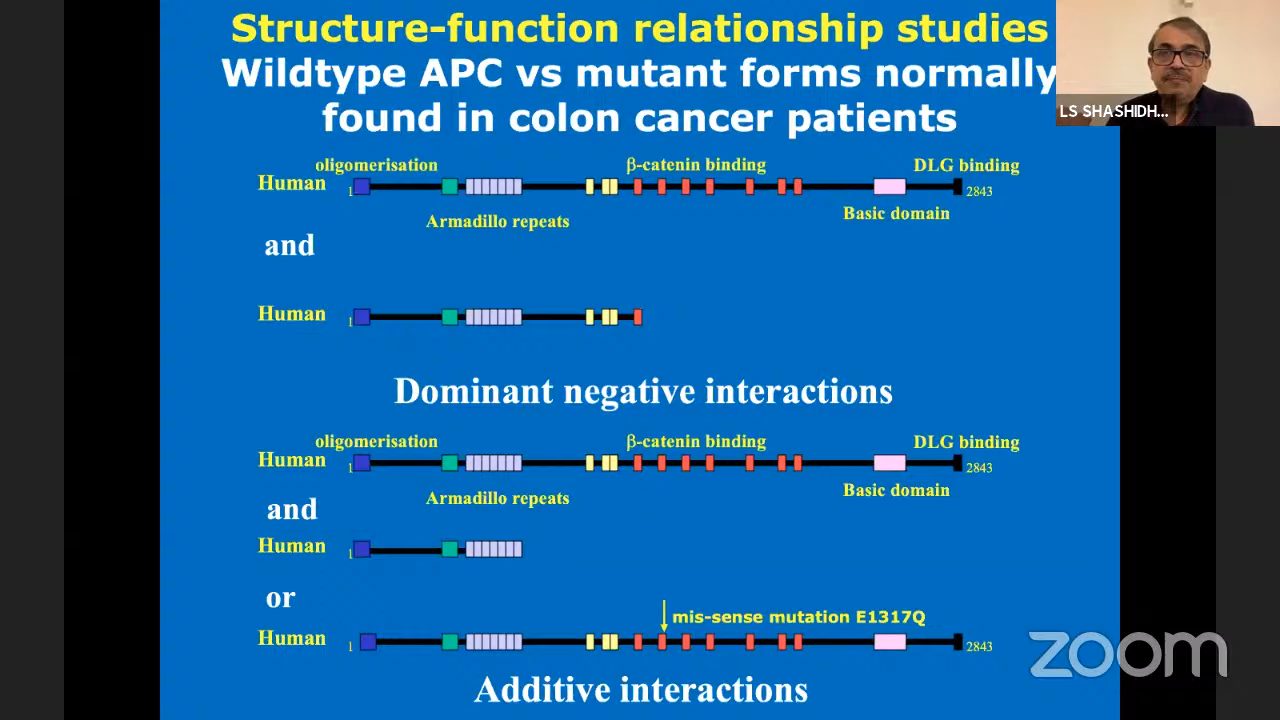 Structure-function relationship studies
Wildtype APC vs mutant forms normally
found in colon cancer patients
LS SHASHIDH...
oligomerisation β-catenin binding DLG binding
Human 1 2843
Armadillo repeats Basic domain
and
Human 1
Dominant negative interactions
oligomerisation β-catenin binding DLG binding
Human 1 2843
Armadillo repeats Basic domain
and
Human 1
or
mis-sense mutation E1317Q
Human 1 2843
Additive interactions
zoom